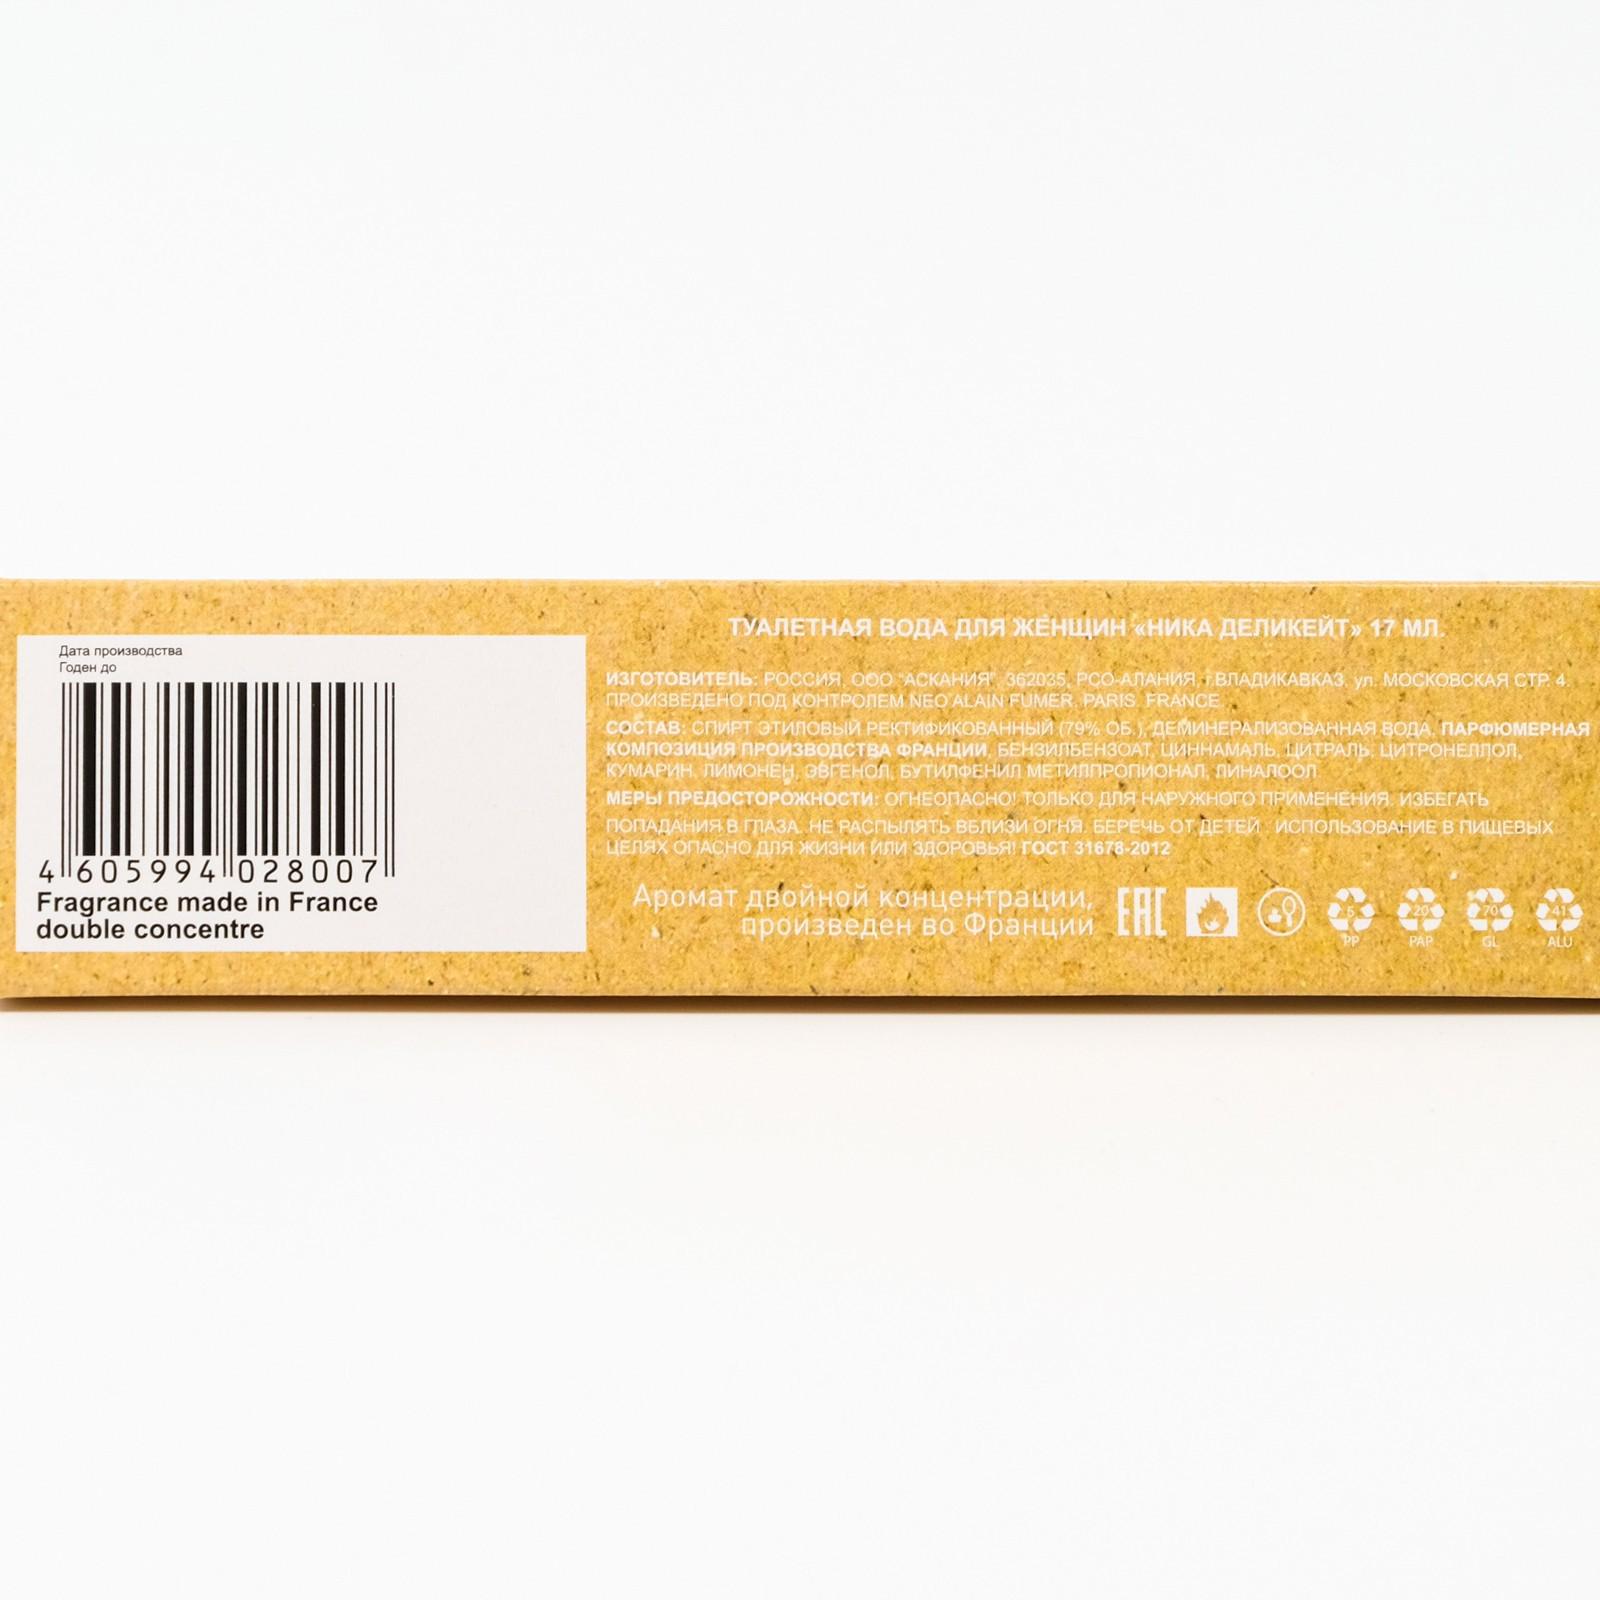 Дата производства
Годен до
4 605994 028007
Fragrance made in France
double concentre
ТУАЛЕТНАЯ ВОДА ДЛЯ ЖЕНЩИН «НИКА ДЕЛИКЕЙТ» 17 МЛ.
ИЗГОТОВИТЕЛЬ: РОССИЯ, ООО "АСКАНИЯ", 362035, РСО-АЛАНИЯ, г.ВЛАДИКАВКАЗ, ул. МОСКОВСКАЯ СТР. 4.
ПРОИЗВЕДЕНО ПОД КОНТРОЛЕМ NEO ALAIN FUMER, PARIS, FRANCE
СОСТАВ: СПИРТ ЭТИЛОВЫЙ РЕКТИФИКОВАННЫЙ (79% ОБ.), ДЕМИНЕРАЛИЗОВАННАЯ ВОДА, ПАРФЮМЕРНАЯ
КОМПОЗИЦИЯ ПРОИЗВОДСТВА ФРАНЦИИ, БЕНЗИЛБЕНЗОАТ, ЦИННАМАЛЬ, ЦИТРАЛЬ, ЦИТРОНЕЛЛОЛ,
КУМАРИН, ЛИМОНЕН, ЭВГЕНОЛ, БУТИЛФЕНИЛ МЕТИЛПРОПИОНАЛ, ЛИНАЛООЛ
МЕРЫ ПРЕДОСТОРОЖНОСТИ: ОГНЕОПАСНО! ТОЛЬКО ДЛЯ НАРУЖНОГО ПРИМЕНЕНИЯ. ИЗБЕГАТЬ
ПОПАДАНИЯ В ГЛАЗА. НЕ РАСПЫЛЯТЬ ВБЛИЗИ ОГНЯ. БЕРЕЧЬ ОТ ДЕТЕЙ. ИСПОЛЬЗОВАНИЕ В ПИЩЕВЫХ
ЦЕЛЯХ ОПАСНО ДЛЯ ЖИЗНИ ИЛИ ЗДОРОВЬЯ! ГОСТ 31678-2012
Аромат двойной концентрации,
произведен во Франции
EAC
5 20 70 41
PP PAP GL ALU